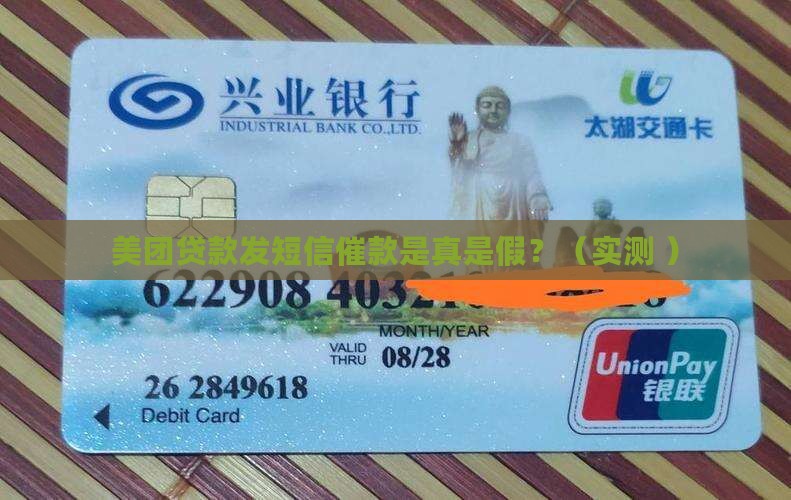 兴业银行
INDUSTRIAL BANK CO.,LTD.
太湖交通卡
美团贷款发短信催款是真是假？（实测 ）
622908 403210
MONTH/YEAR
VALID THRU 08/28
26 2849618
Debit Card
UnionPay
银联